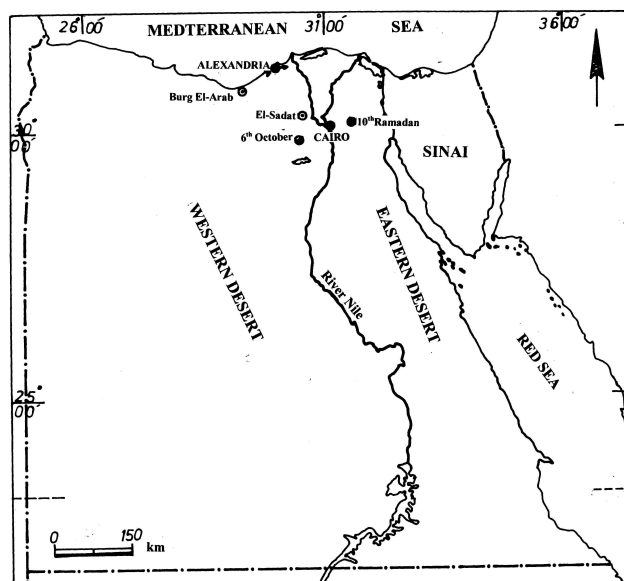 26°00' 31°00' 36°00'
MEDTERRANEAN SEA
ALEXANDRIA
Burg El-Arab
El-Sadat
10th Ramadan
30°00'
6th October
CAIRO
SINAI
WESTERN DESERT
EASTERN DESERT
River Nile
RED SEA
25°00'
0 150
km